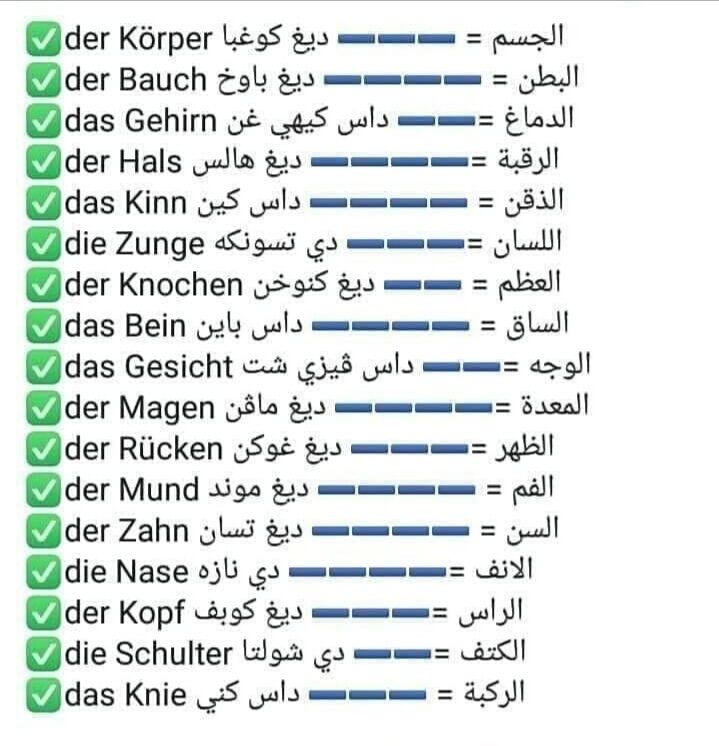 ✅der Körper ديغ كوغبا ➖➖➖ = الجسم
✅der Bauch ديغ باوخ ➖➖➖➖ = البطن
✅das Gehirn داس كيهي غن ➖➖= الدماغ
✅der Hals ديغ هالس ➖➖➖➖= الرقبة
✅das Kinn داس كين ➖➖➖➖ = الذقن
✅die Zunge دي تسونكه ➖➖➖= اللسان
✅der Knochen ديغ كنوخن ➖➖ = العظم
✅das Bein داس باين ➖➖➖➖ = الساق
✅das Gesicht داس ڤيزي شت ➖➖= الوجه
✅der Magen ديغ ماڤن ➖➖➖➖= المعدة
✅der Rücken ديغ غوكن ➖➖➖= الظهر
✅der Mund ديغ موند ➖➖➖➖ = الفم
✅der Zahn ديغ تسان ➖➖➖➖ = السن
✅die Nase دي نازه ➖➖➖➖= الانف
✅der Kopf ديغ كوبف ➖➖➖= الراس
✅die Schulter دي شولتا ➖➖= الكتف
✅das Knie داس كني ➖➖➖ = الركبة